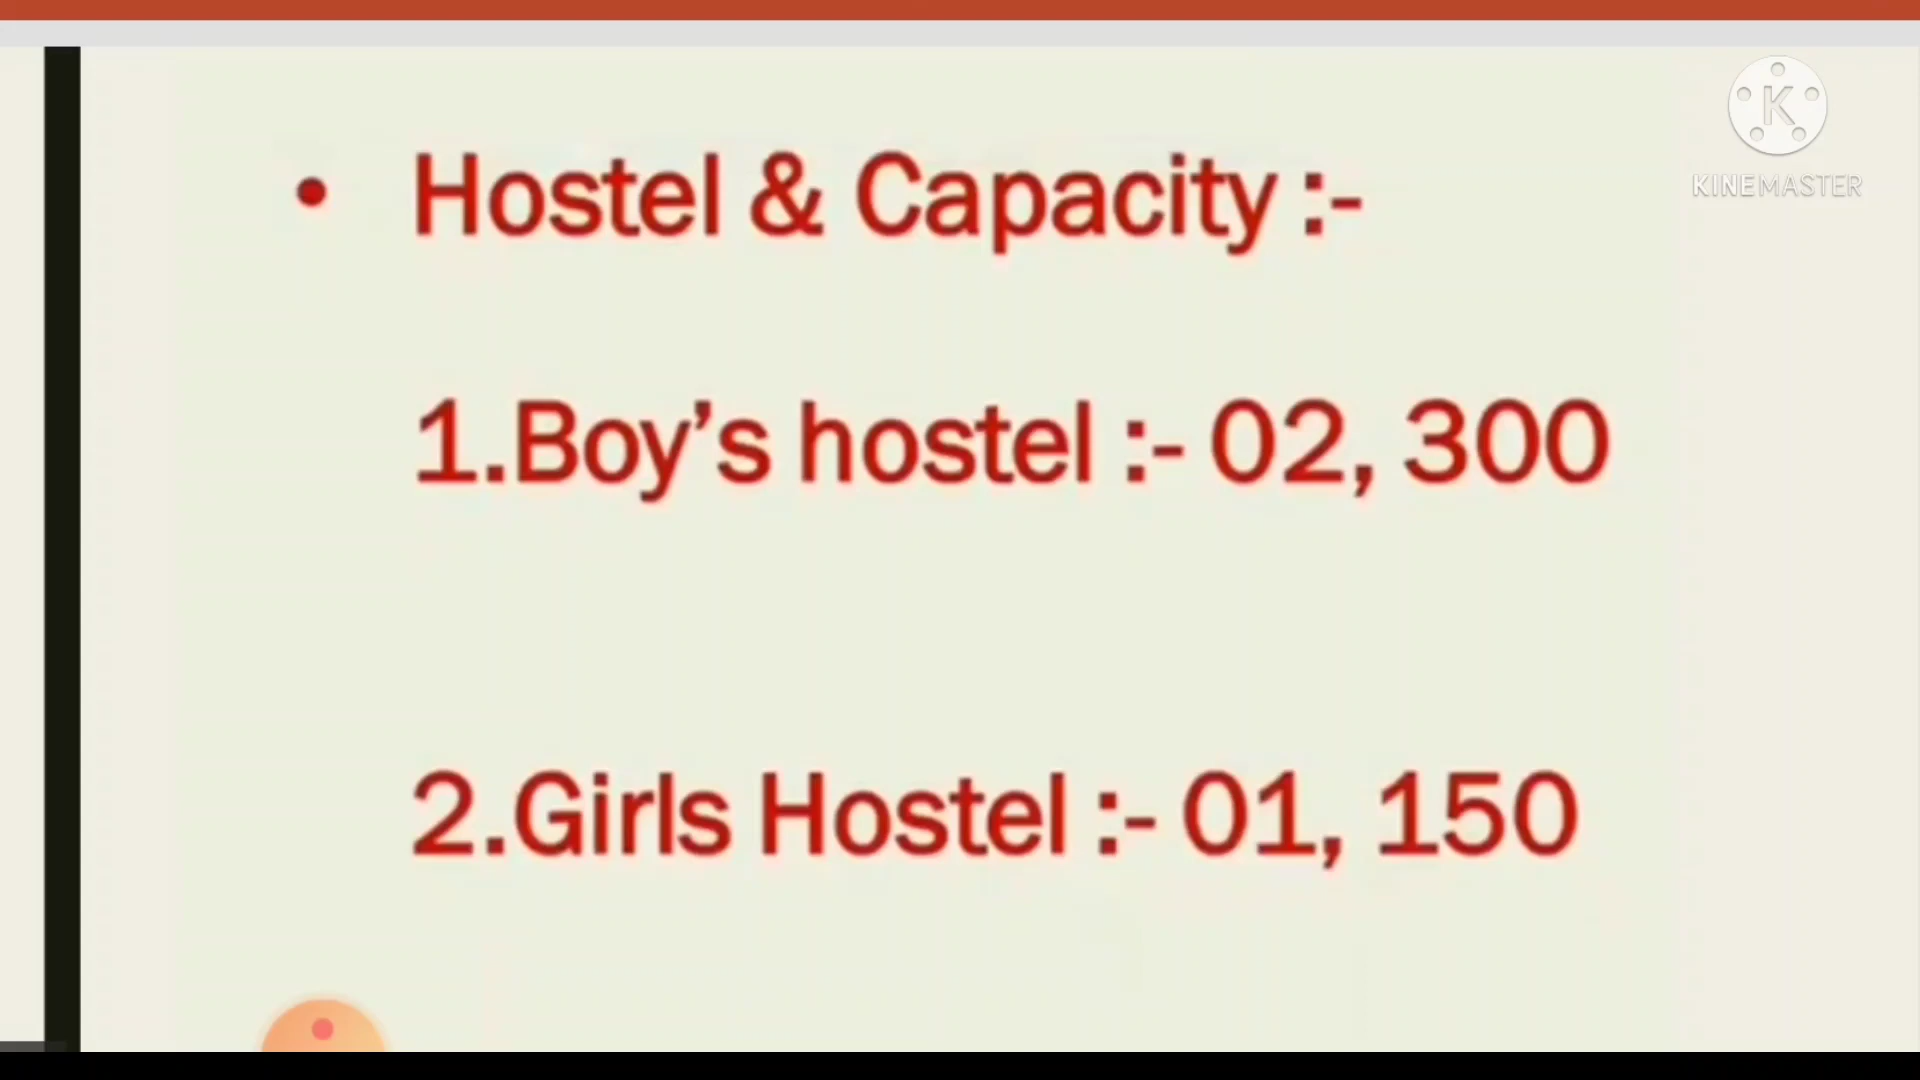 • Hostel & Capacity :-
K
KINEMASTER
1.Boy’s hostel :- 02, 300
2.Girls Hostel :- 01, 150